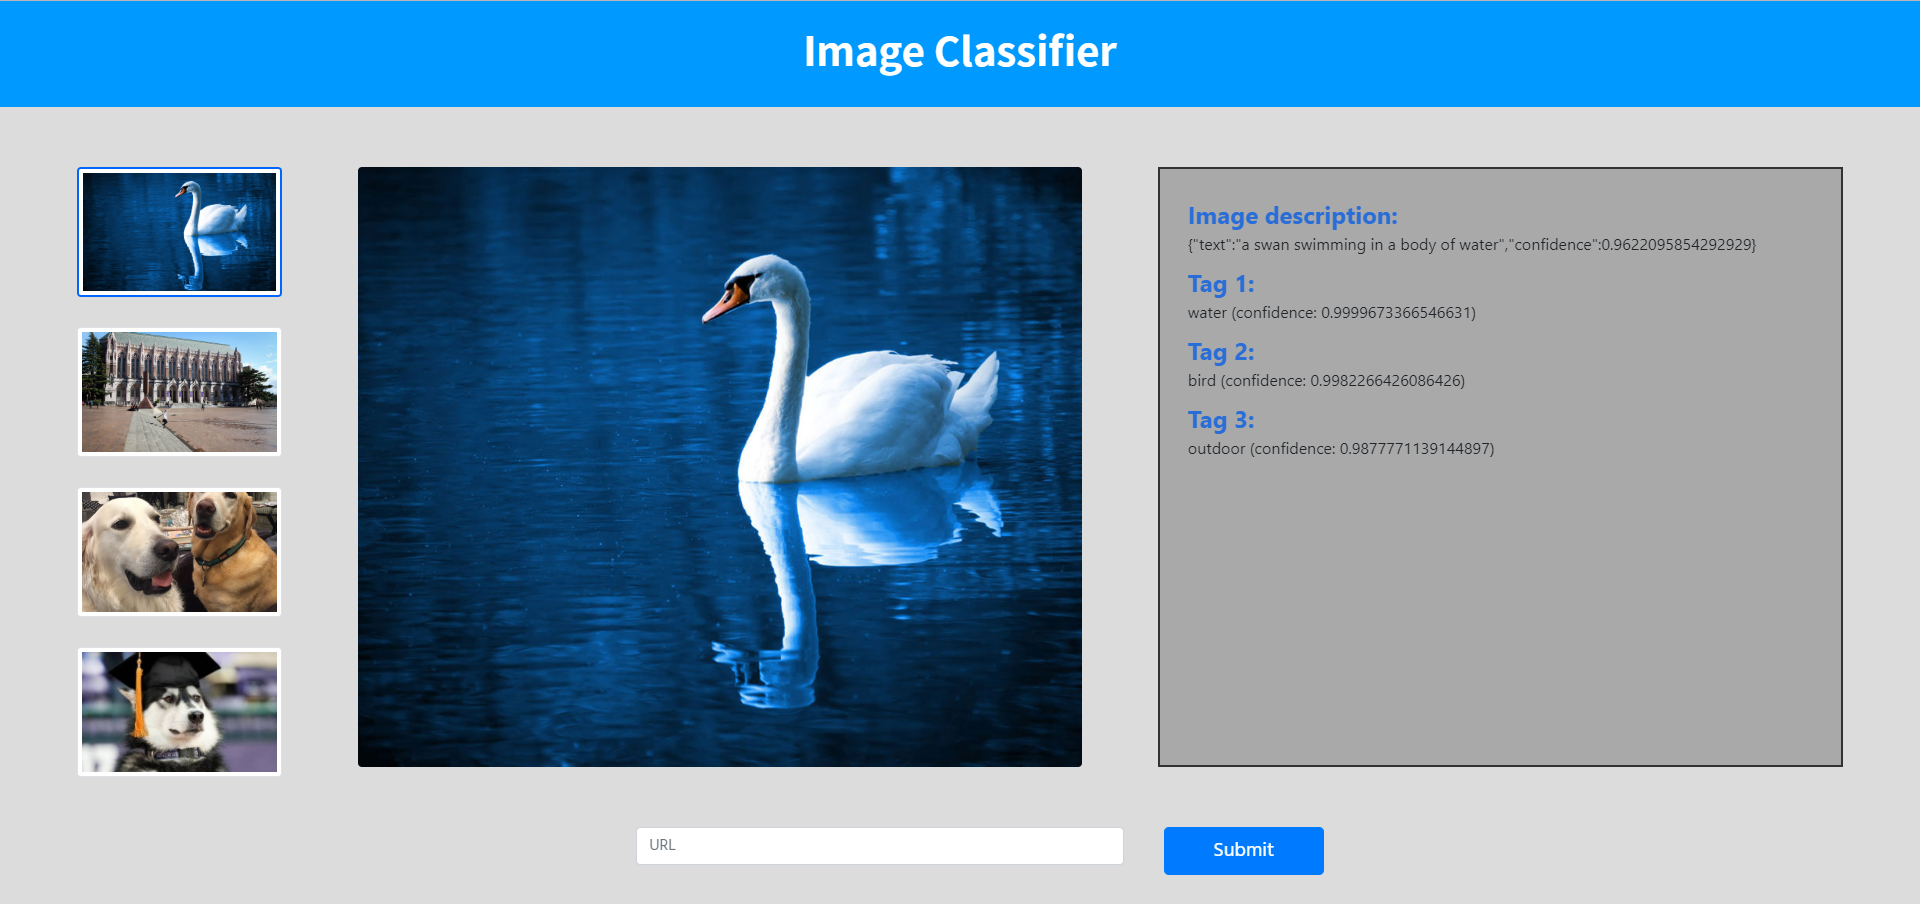 Image Classifier
Image description:
{"text":"a swan swimming in a body of water","confidence":0.9622095854292929}
Tag 1:
water (confidence: 0.9999673366546631)
Tag 2:
bird (confidence: 0.9982266426086426)
Tag 3:
outdoor (confidence: 0.9877771139144897)
URL
Submit